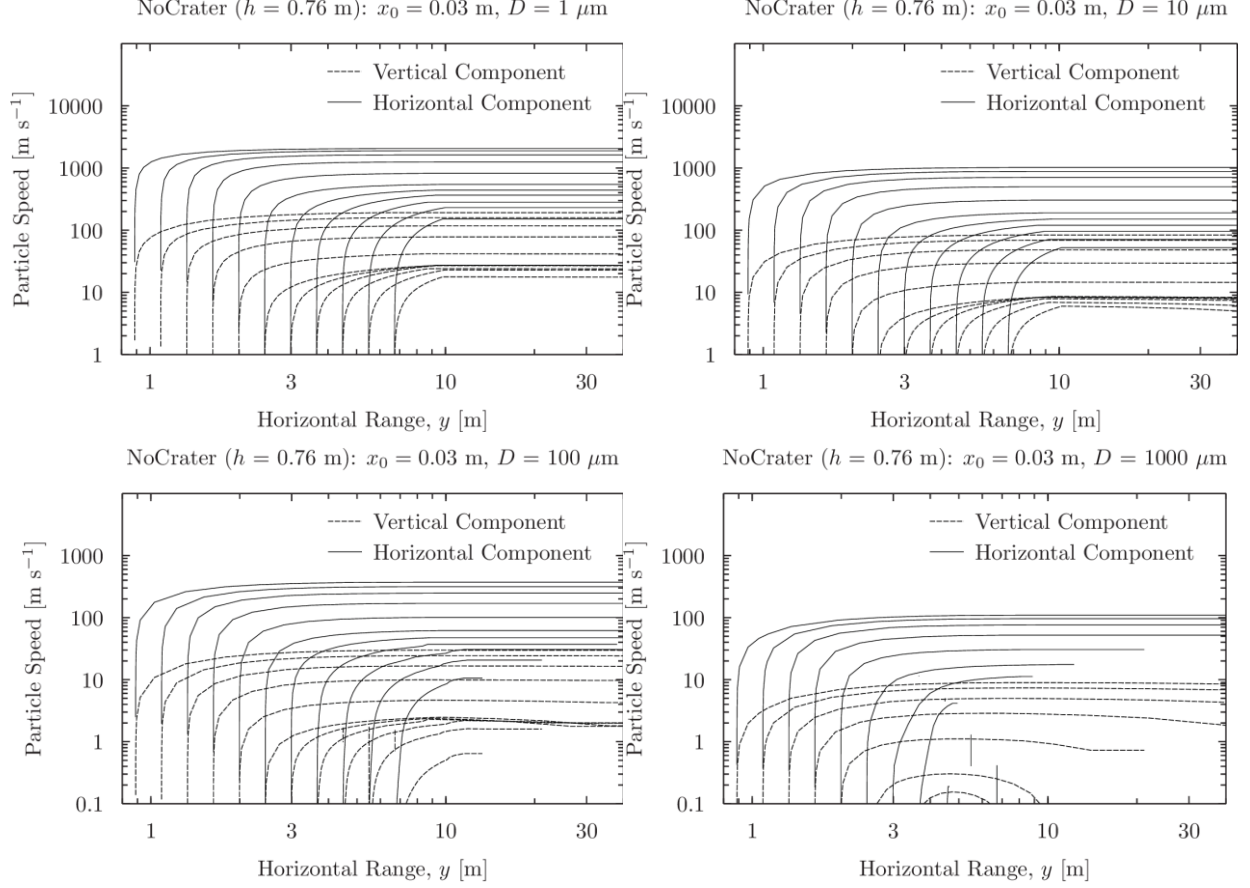 NoCrater (h = 0.76 m): x₀ = 0.03 m, D = 1 μm
Particle Speed [m s⁻¹]
10000
1000
100
10
1
Vertical Component
Horizontal Component
1 3 10 30
Horizontal Range, y [m]
NoCrater (h = 0.76 m): x₀ = 0.03 m, D = 10 μm
Particle Speed [m s⁻¹]
10000
1000
100
10
1
Vertical Component
Horizontal Component
1 3 10 30
Horizontal Range, y [m]
NoCrater (h = 0.76 m): x₀ = 0.03 m, D = 100 μm
Particle Speed [m s⁻¹]
1000
100
10
1
0.1
Vertical Component
Horizontal Component
1 3 10 30
Horizontal Range, y [m]
NoCrater (h = 0.76 m): x₀ = 0.03 m, D = 1000 μm
Particle Speed [m s⁻¹]
1000
100
10
1
0.1
Vertical Component
Horizontal Component
1 3 10 30
Horizontal Range, y [m]